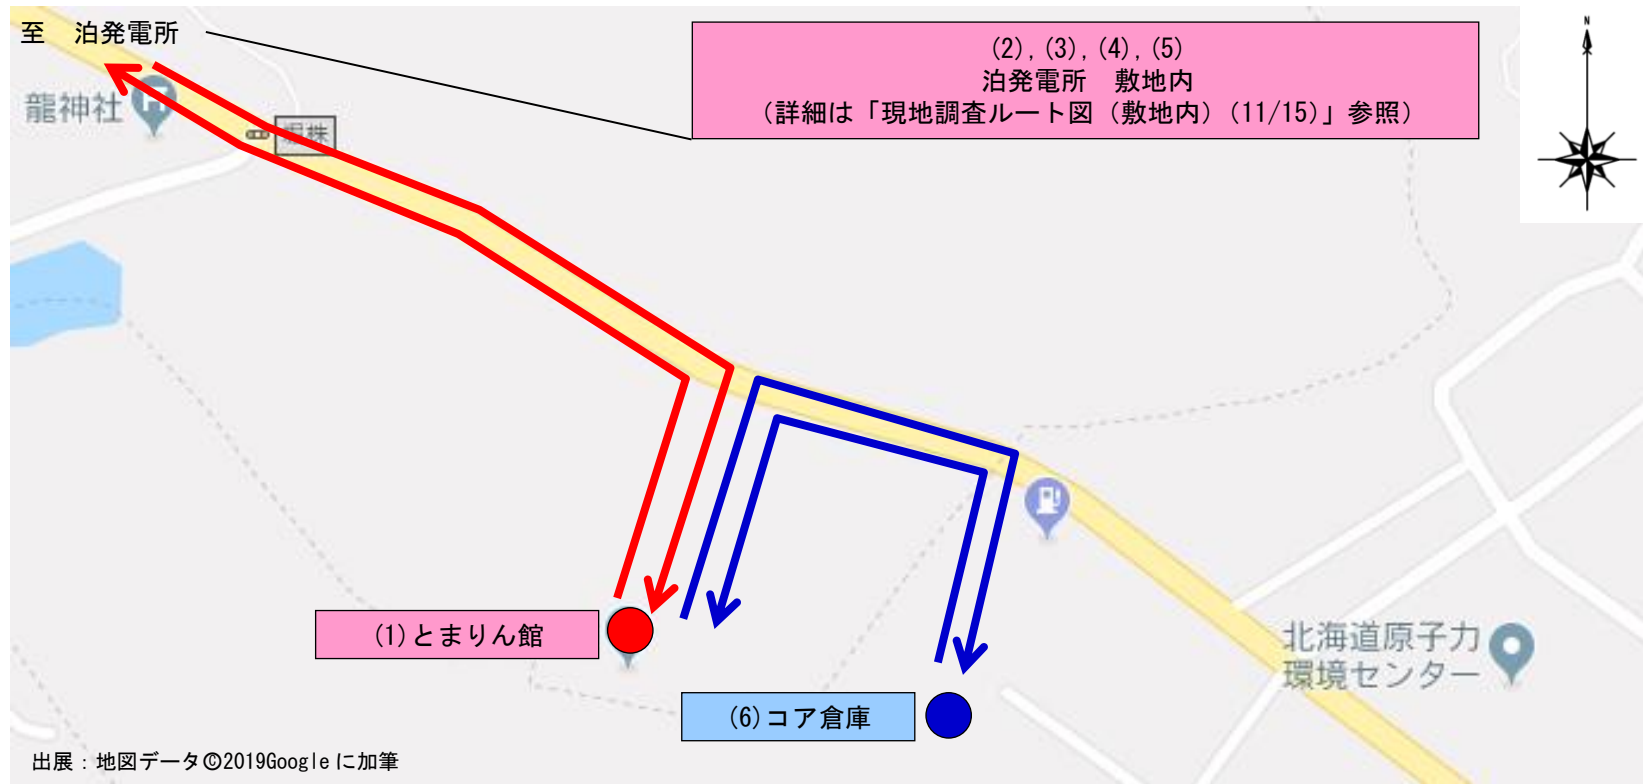 至　泊発電所
(2), (3), (4), (5)
泊発電所　敷地内
（詳細は「現地調査ルート図（敷地内）(11/15)」参照）
N
龍神社
堀株
(1)とまりん館
(6)コア倉庫
北海道原子力
環境センター
出展：地図データ©2019Googleに加筆